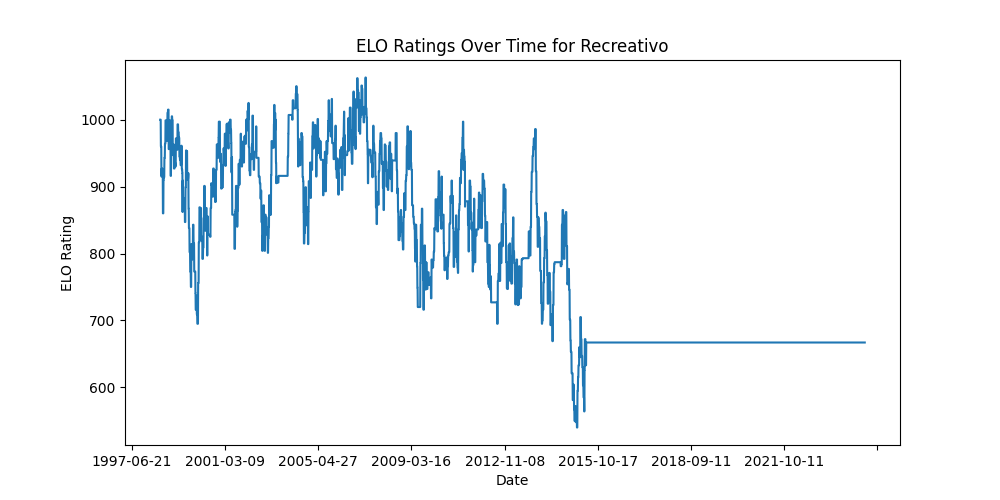 ELO Ratings Over Time for Recreativo
1000
900
800
700
600
ELO Rating
1997-06-21 2001-03-09 2005-04-27 2009-03-16 2012-11-08 2015-10-17 2018-09-11 2021-10-11
Date